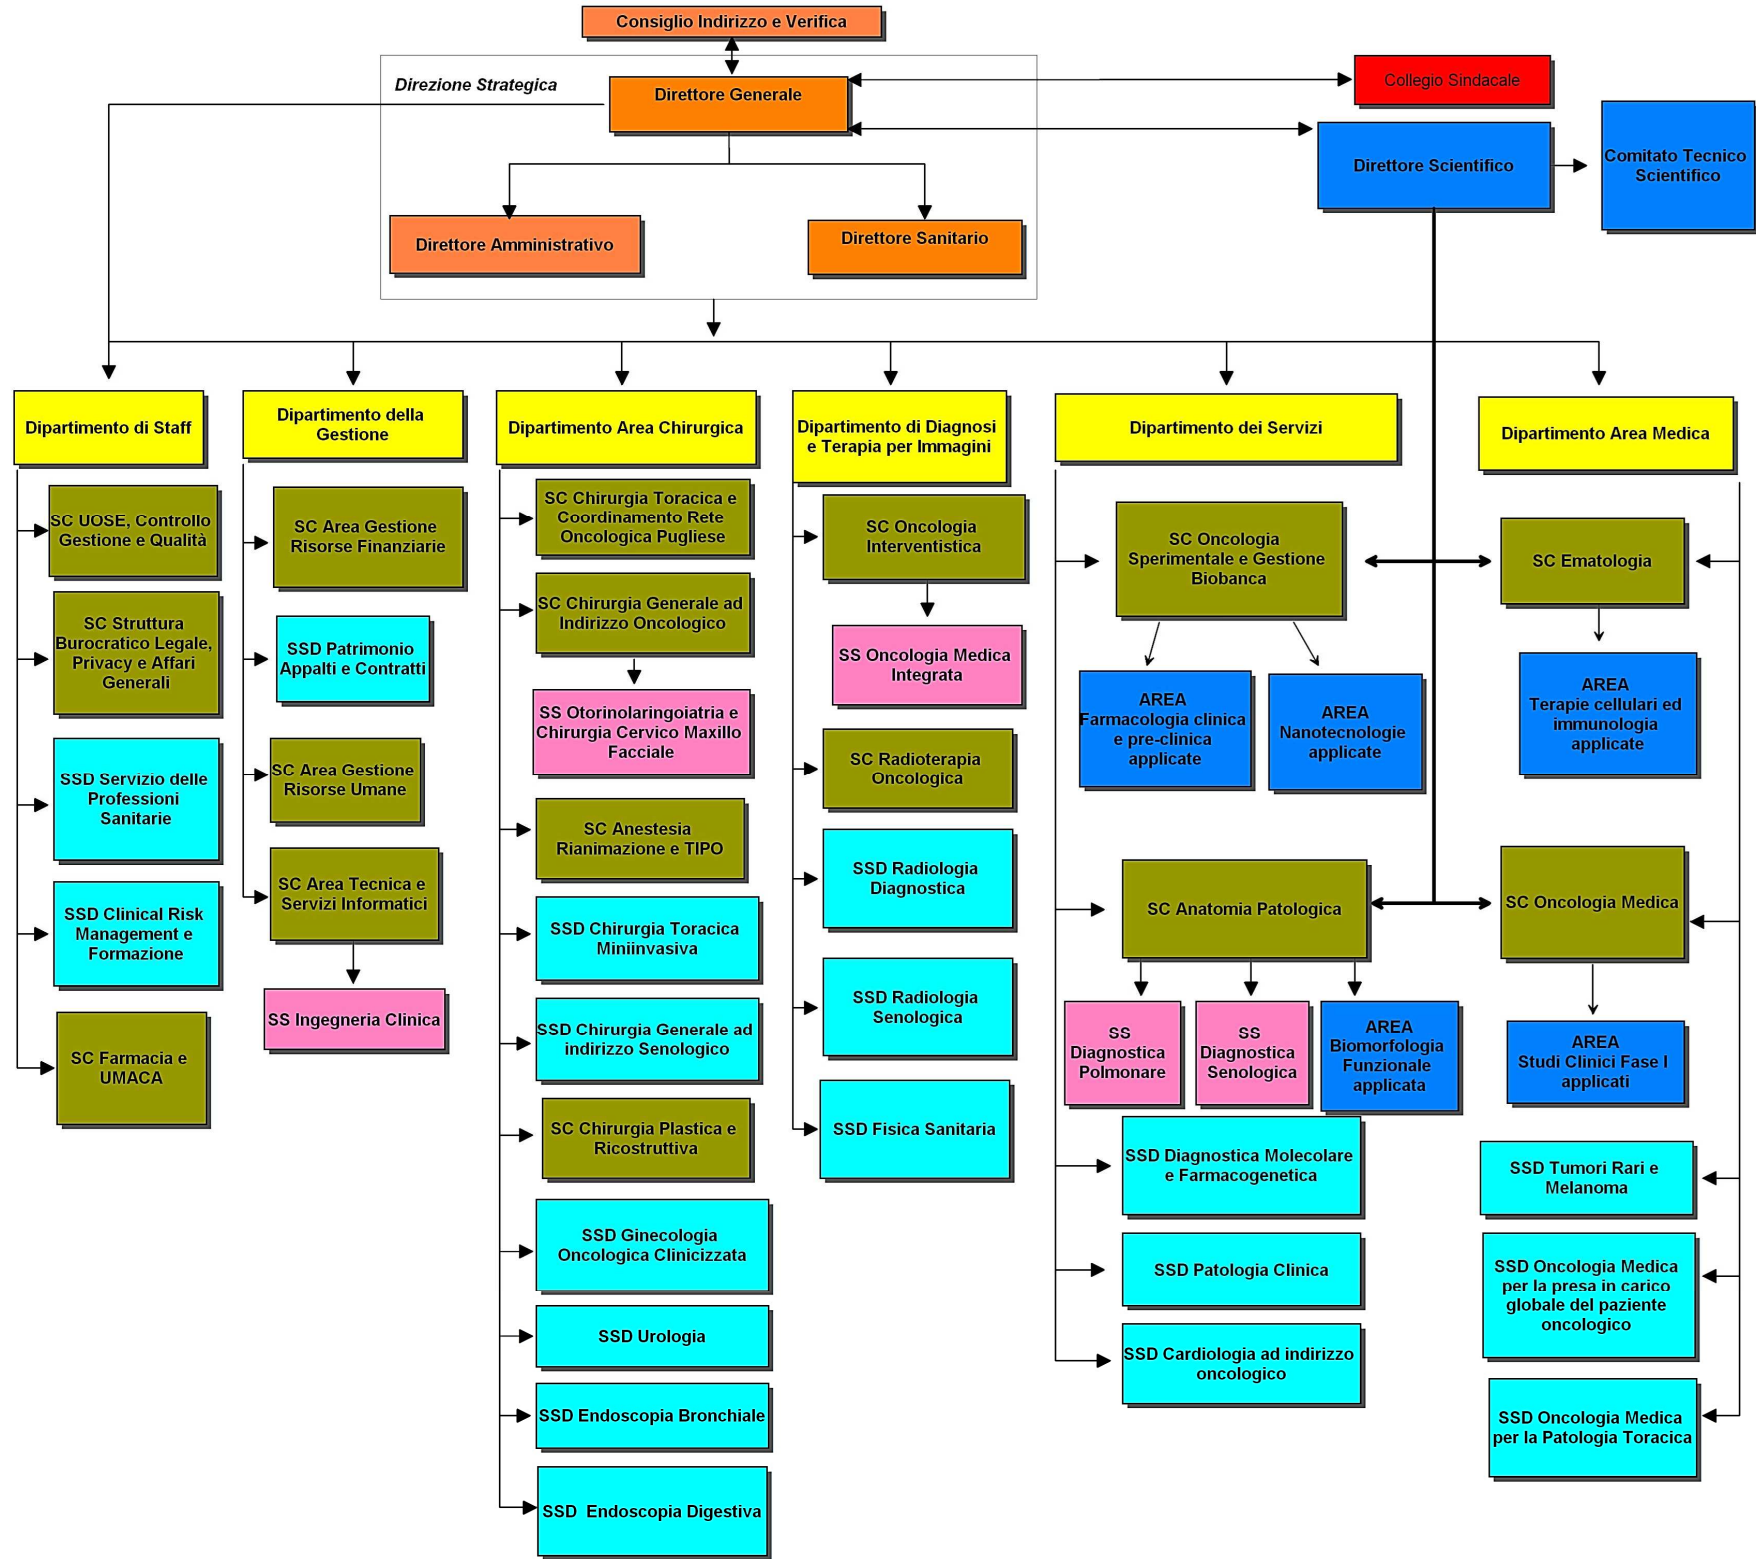 Consiglio Indirizzo e Verifica
Direzione Strategica
Direttore Generale
Collegio Sindacale
Direttore Scientifico
Comitato Tecnico
Scientifico
Direttore Amministrativo
Direttore Sanitario
Dipartimento di Staff
SC UOSE, Controllo
Gestione e Qualità
SC Struttura
Burocratico Legale,
Privacy e Affari
Generali
SSD Servizio delle
Professioni
Sanitarie
SSD Clinical Risk
Management e
Formazione
SC Farmacia e
UMACA
Dipartimento della
Gestione
SC Area Gestione
Risorse Finanziarie
SSD Patrimonio
Appalti e Contratti
SC Area Gestione
Risorse Umane
SC Area Tecnica e
Servizi Informatici
SS Ingegneria Clinica
Dipartimento Area Chirurgica
SC Chirurgia Toracica e
Coordinamento Rete
Oncologica Pugliese
SC Chirurgia Generale ad
Indirizzo Oncologico
SS Otorinolaringoiatria e
Chirurgia Cervico Maxillo
Facciale
SC Anestesia
Rianimazione e TIPO
SSD Chirurgia Toracica
Miniinvasiva
SSD Chirurgia Generale ad
indirizzo Senologico
SC Chirurgia Plastica e
Ricostruttiva
SSD Ginecologia
Oncologica Clinicizzata
SSD Urologia
SSD Endoscopia Bronchiale
SSD Endoscopia Digestiva
Dipartimento di Diagnosi
e Terapia per Immagini
SC Oncologia
Interventistica
SS Oncologia Medica
Integrata
SC Radioterapia
Oncologica
SSD Radiologia
Diagnostica
SSD Radiologia
Senologica
SSD Fisica Sanitaria
Dipartimento dei Servizi
SC Oncologia
Sperimentale e Gestione
Biobanca
AREA
Farmacologia clinica
e pre-clinica
applicate
AREA
Nanotecnologie
applicate
SC Anatomia Patologica
SS
Diagnostica
Polmonare
SS
Diagnostica
Senologica
AREA
Biomorfologia
Funzionale
applicata
SSD Diagnostica Molecolare
e Farmacogenetica
SSD Patologia Clinica
SSD Cardiologia ad indirizzo
oncologico
Dipartimento Area Medica
SC Ematologia
AREA
Terapie cellulari ed
immunologia
applicate
SC Oncologia Medica
AREA
Studi Clinici Fase I
applicati
SSD Tumori Rari e
Melanoma
SSD Oncologia Medica
per la presa in carico
globale del paziente
oncologico
SSD Oncologia Medica
per la Patologia Toracica